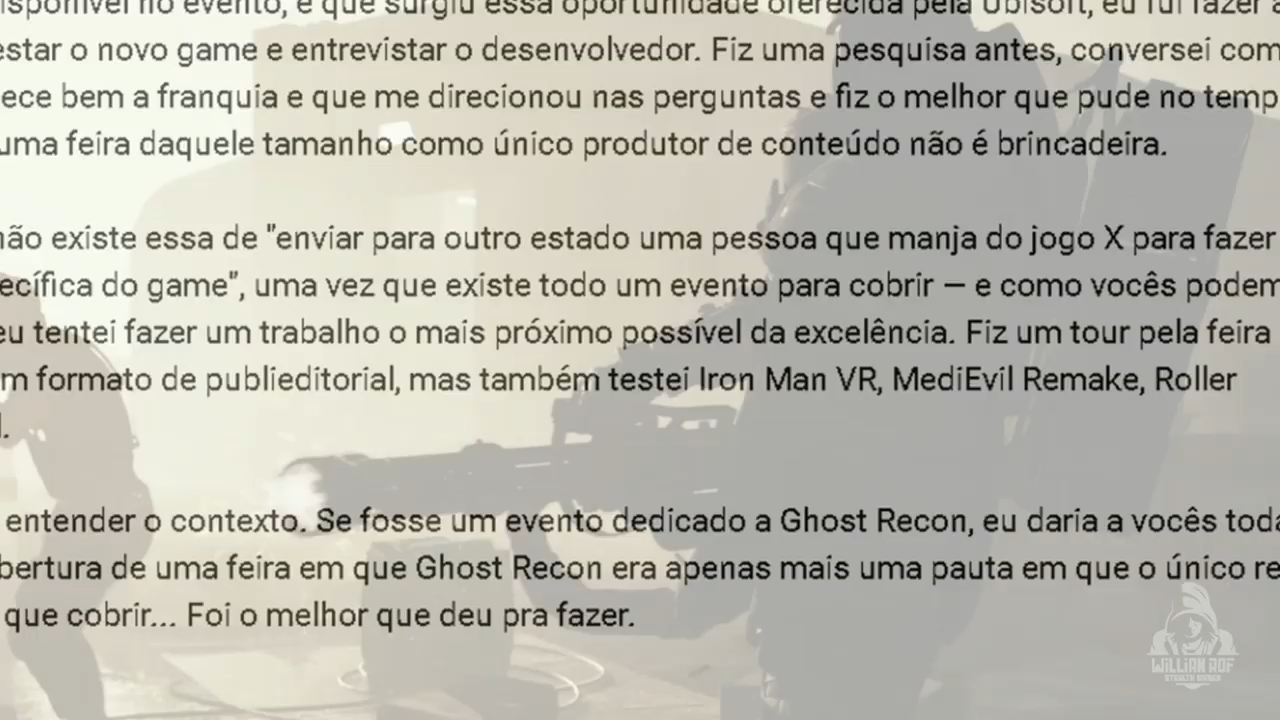 disponível no evento, e que surgiu essa oportunidade oferecida pela Ubisoft, eu fui fazer a
estar o novo game e entrevistar o desenvolvedor. Fiz uma pesquisa antes, conversei com
ece bem a franquia e que me direcionou nas perguntas e fiz o melhor que pude no temp
uma feira daquele tamanho como único produtor de conteúdo não é brincadeira.
não existe essa de "enviar para outro estado uma pessoa que manja do jogo X para fazer
ecífica do game", uma vez que existe todo um evento para cobrir — e como vocês podem
eu tentei fazer um trabalho o mais próximo possível da excelência. Fiz um tour pela feira
m formato de publieditorial, mas também testei Iron Man VR, MediEvil Remake, Roller
l.
entender o contexto. Se fosse um evento dedicado a Ghost Recon, eu daria a vocês toda
bertura de uma feira em que Ghost Recon era apenas mais uma pauta em que o único re
que cobrir... Foi o melhor que deu pra fazer.
WILLIAN ROF
STEALTH GAMER